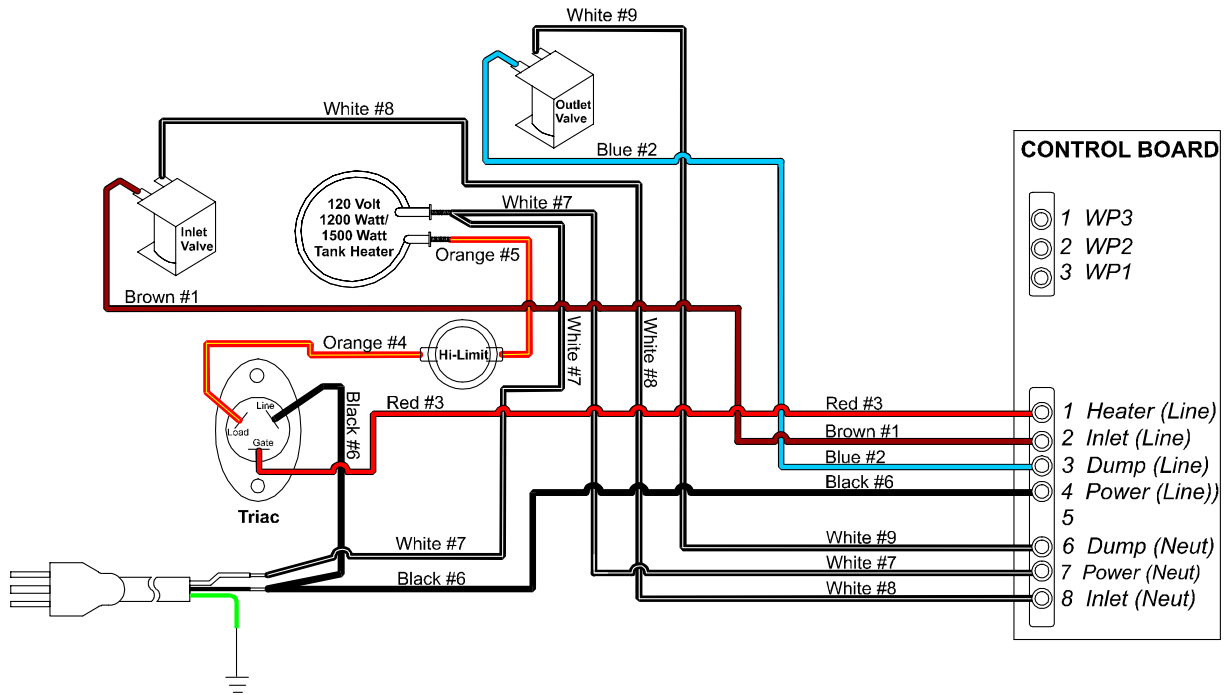 White #9
Outlet
Valve
White #8
Blue #2
CONTROL BOARD
120 Volt
1200 Watt/
1500 Watt
Tank Heater
White #7
Inlet
Valve
Orange #5
1 WP3
2 WP2
3 WP1
Brown #1
Orange #4
Hi-Limit
White #7
White #8
Line
Load
Gate
Black #6
Triac
Red #3
Red #3
1 Heater (Line)
Brown #1
2 Inlet (Line)
Blue #2
3 Dump (Line)
Black #6
4 Power (Line))
5
White #9
6 Dump (Neut)
White #7
White #7
7 Power (Neut)
Black #6
White #8
8 Inlet (Neut)